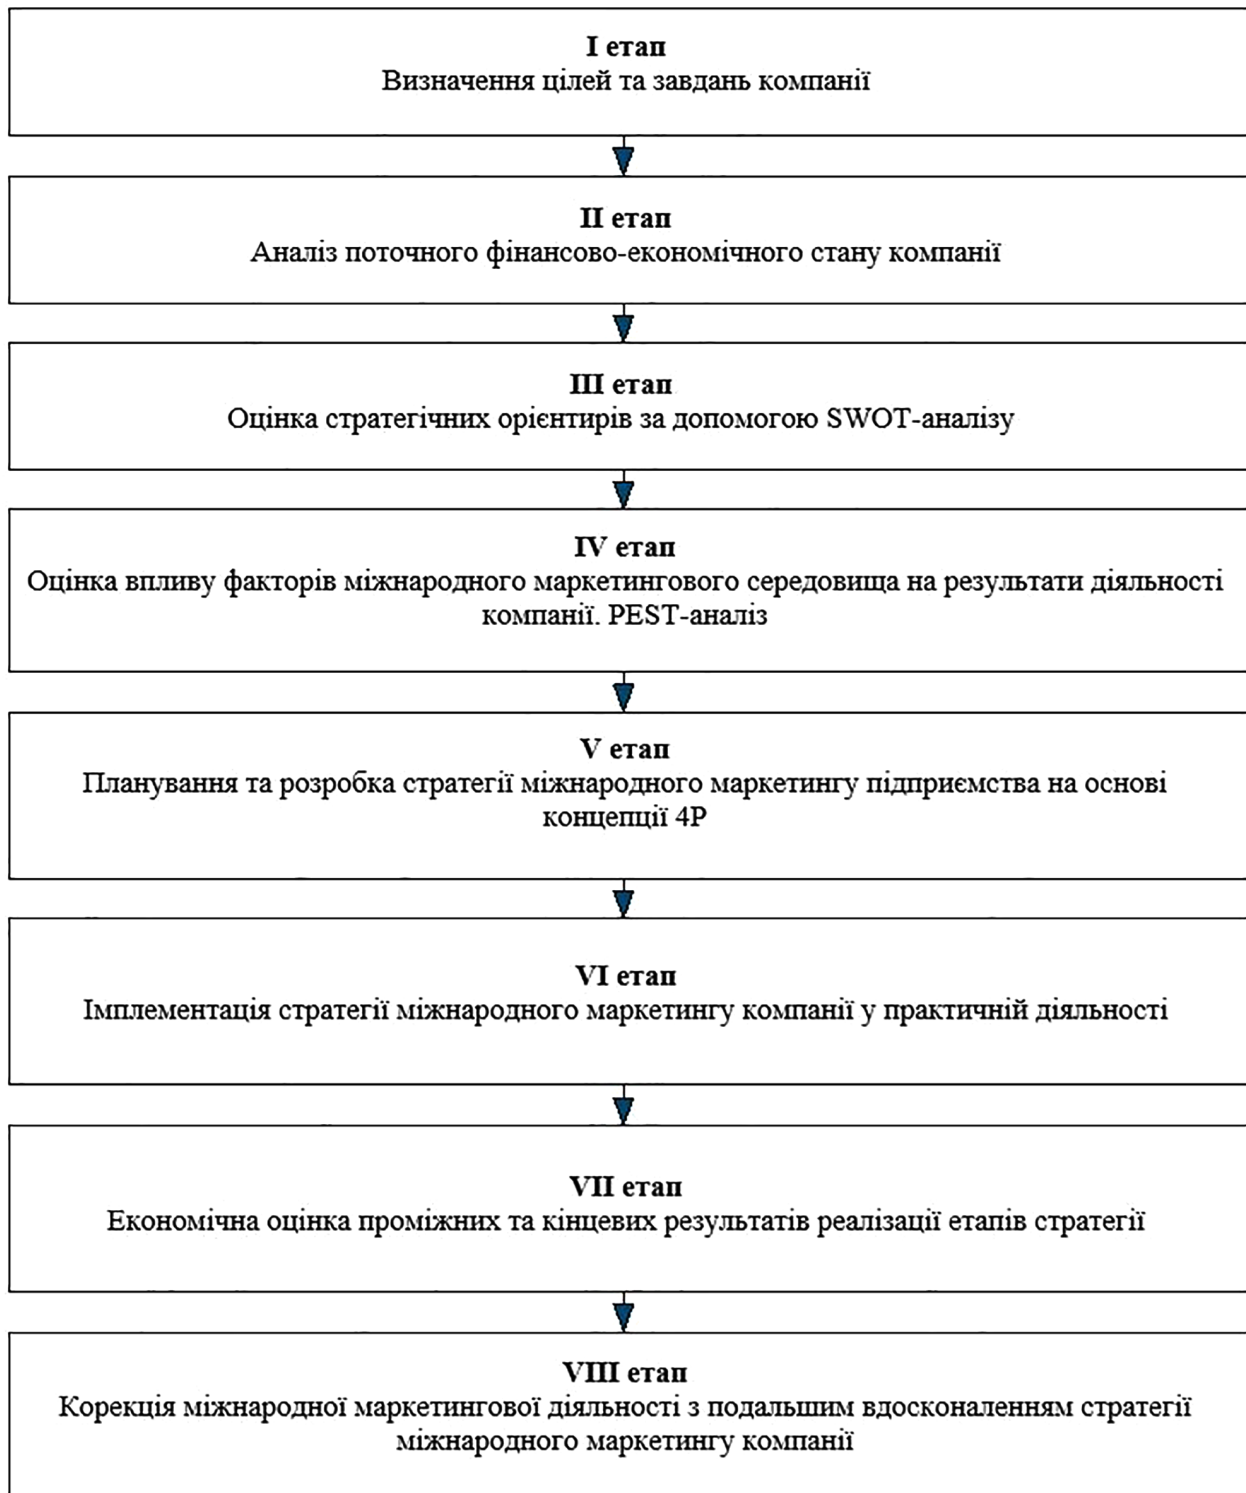 I етап
Визначення цілей та завдань компанії
II етап
Аналіз поточного фінансово-економічного стану компанії
III етап
Оцінка стратегічних орієнтирів за допомогою SWOT-аналізу
IV етап
Оцінка впливу факторів міжнародного маркетингового середовища на результати діяльності
компанії. PEST-аналіз
V етап
Планування та розробка стратегії міжнародного маркетингу підприємства на основі
концепції 4Р
VI етап
Імплементація стратегії міжнародного маркетингу компанії у практичній діяльності
VII етап
Економічна оцінка проміжних та кінцевих результатів реалізації етапів стратегії
VIII етап
Корекція міжнародної маркетингової діяльності з подальшим вдосконаленням стратегії
міжнародного маркетингу компанії